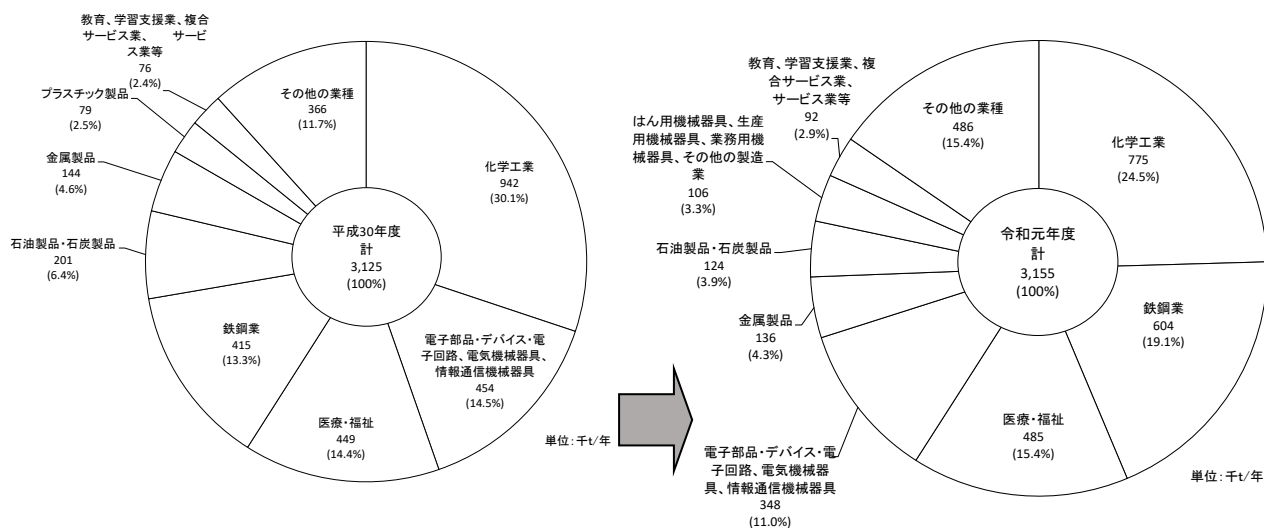 教育、学習支援業、複合
サービス業、　サービ
ス業等
76
(2.4%)
プラスチック製品
79
(2.5%)
金属製品
144
(4.6%)
石油製品・石炭製品
201
(6.4%)
鉄鋼業
415
(13.3%)
医療・福祉
449
(14.4%)
電子部品・デバイス・電
子回路、電気機械器具、
情報通信機械器具
454
(14.5%)
化学工業
942
(30.1%)
その他の業種
366
(11.7%)
平成30年度
計
3,125
(100%)
単位：千t/年
教育、学習支援業、複
合サービス業、
サービス業等
92
(2.9%)
はん用機械器具、生産
用機械器具、業務用機
械器具、その他の製造
業
106
(3.3%)
石油製品・石炭製品
124
(3.9%)
金属製品
136
(4.3%)
電子部品・デバイス・電
子回路、電気機械器
具、情報通信機械器具
348
(11.0%)
医療・福祉
485
(15.4%)
鉄鋼業
604
(19.1%)
化学工業
775
(24.5%)
その他の業種
486
(15.4%)
令和元年度
計
3,155
(100%)
単位：千t/年